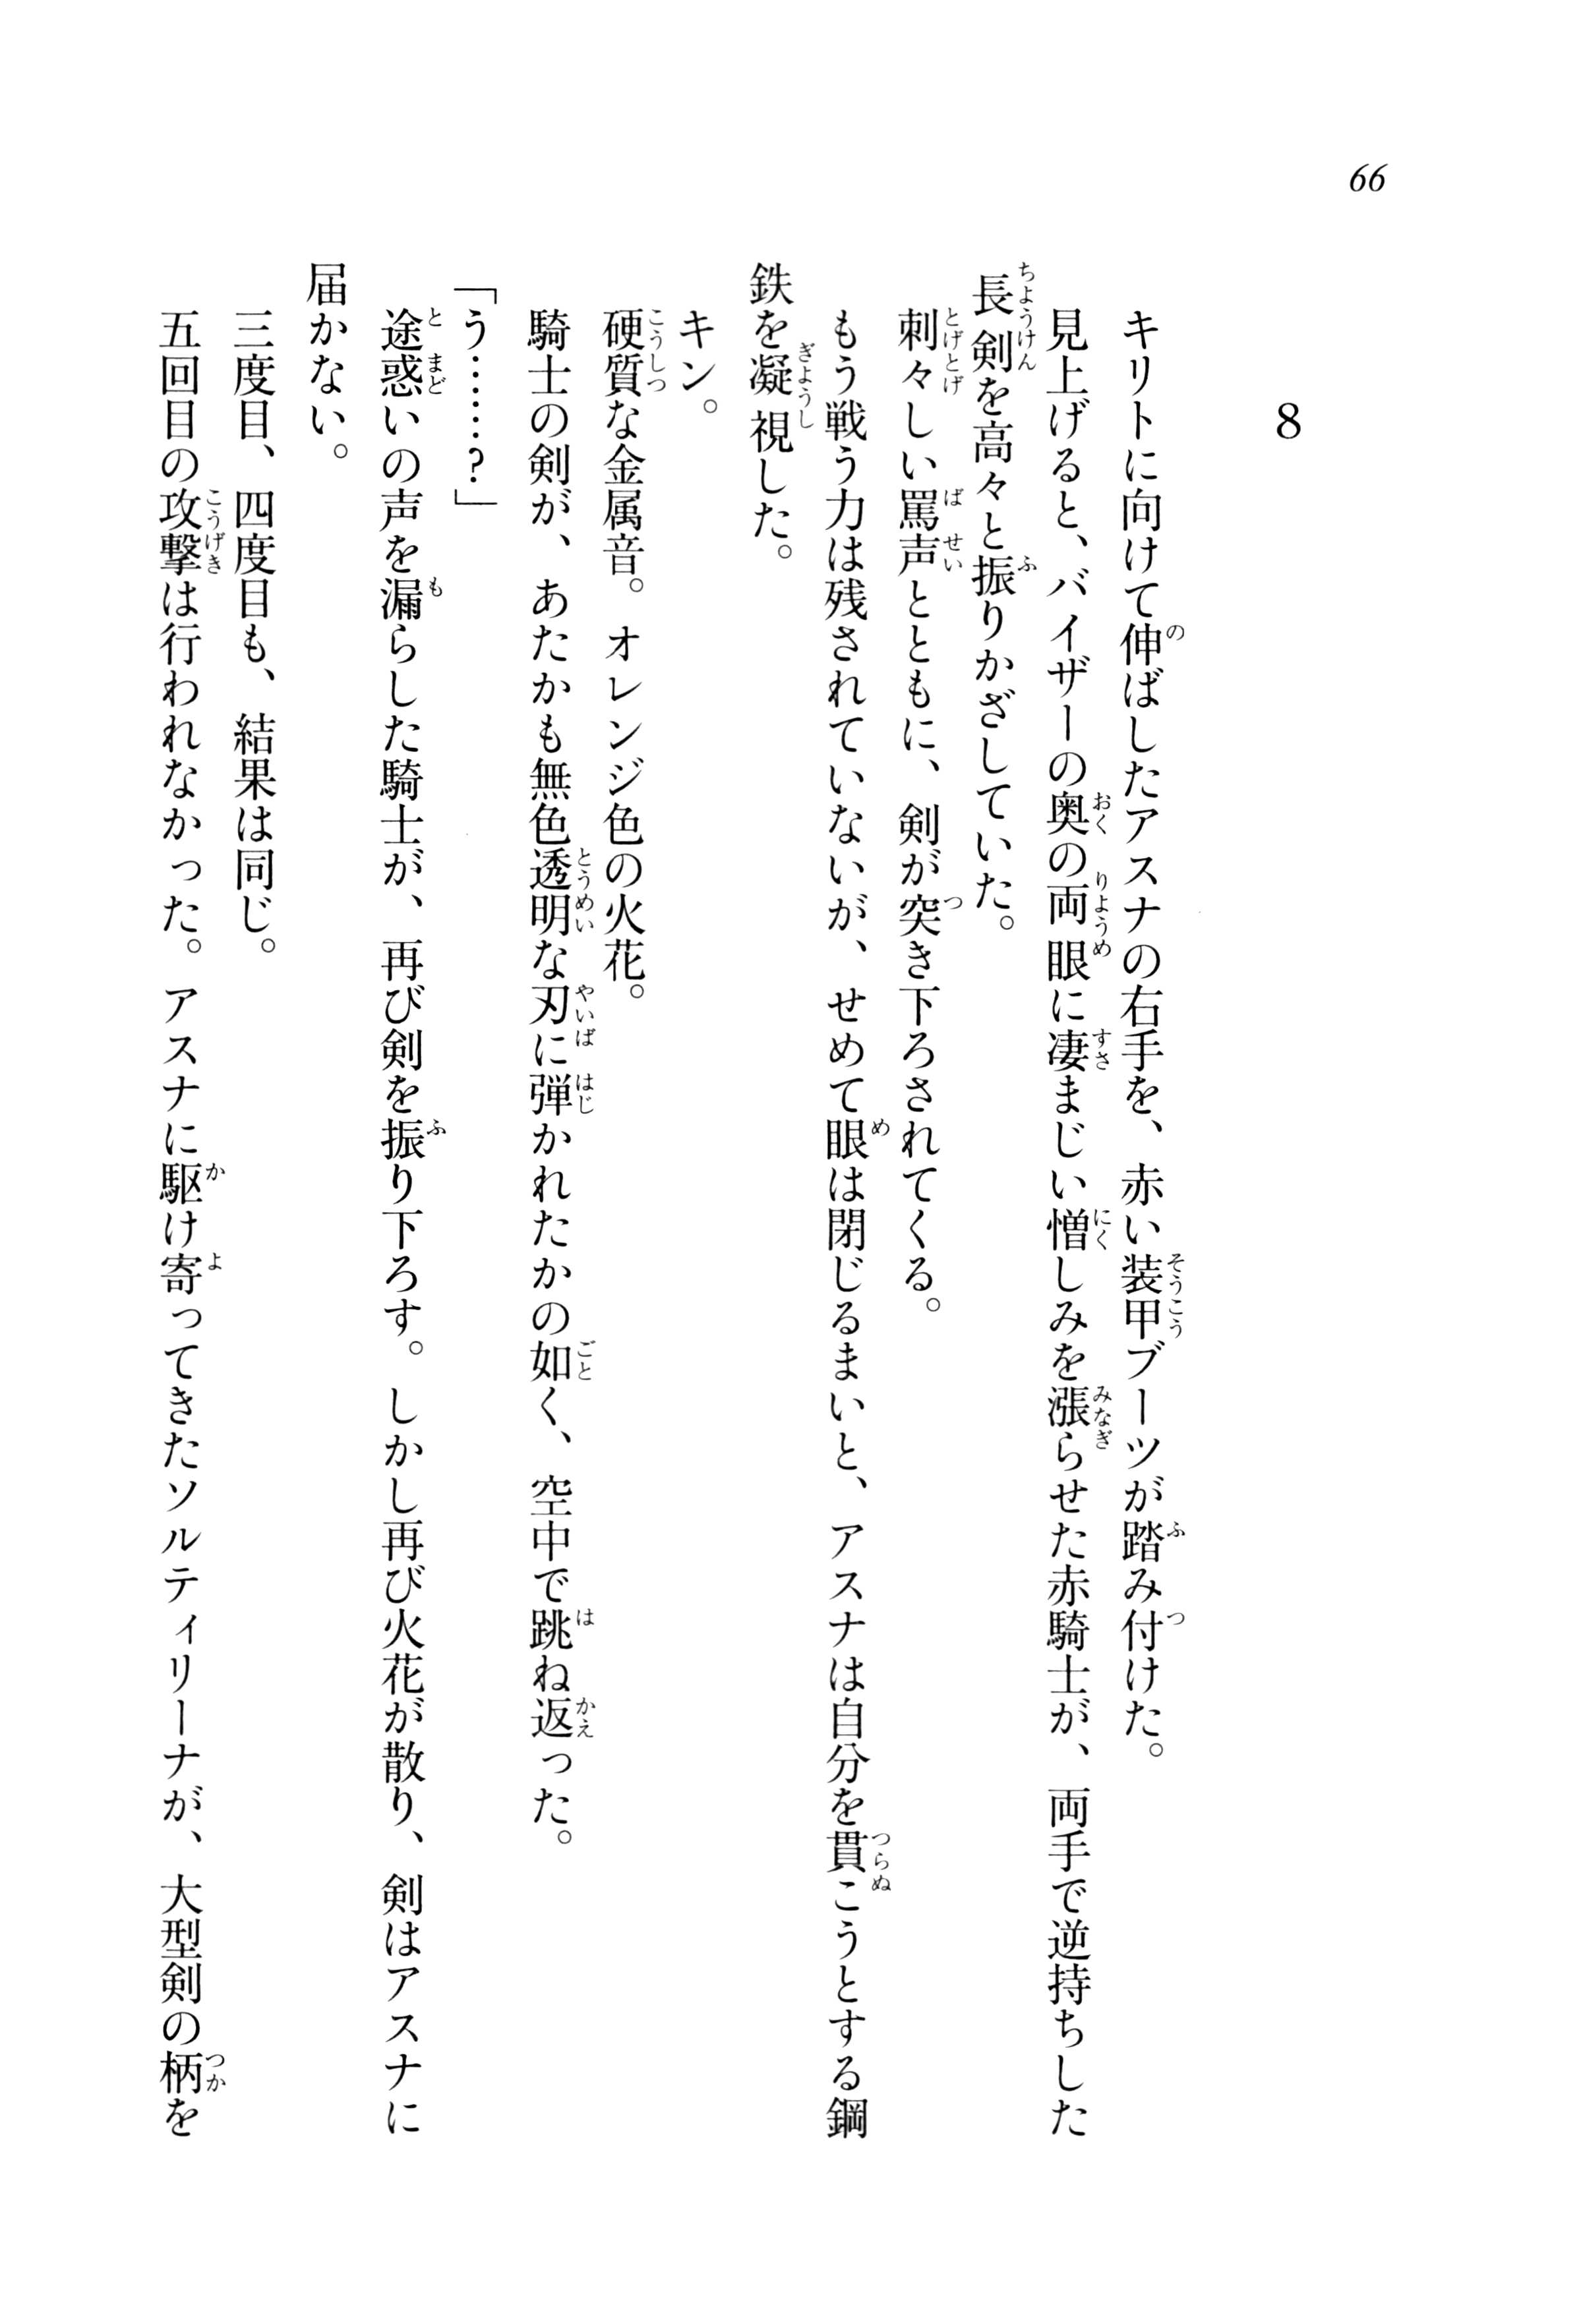 66
8
キリトに向けて伸ばしたアスナの右手を、赤い装甲ブーツが踏み付けた。
見上げると、バイザーの奥の両眼に凄まじい憎しみを漲らせた赤騎士が、両手で逆持ちした
長剣を高々と振りかざしていた。
刺々しい罵声とともに、剣が突き下ろされてくる。
もう戦う力は残されていないが、せめて眼は閉じるまいと、アスナは自分を貫こうとする鋼
鉄を凝視した。
キン。
硬質な金属音。オレンジ色の火花。
騎士の剣が、あたかも無色透明な刃に弾かれたかの如く、空中で跳ね返った。
「う……？」
途惑いの声を漏らした騎士が、再び剣を振り下ろす。しかし再び火花が散り、剣はアスナに
届かない。
三度目、四度目も、結果は同じ。
五回目の攻撃は行われなかった。アスナに駆け寄ってきたソルティリーナが、大型剣の柄を